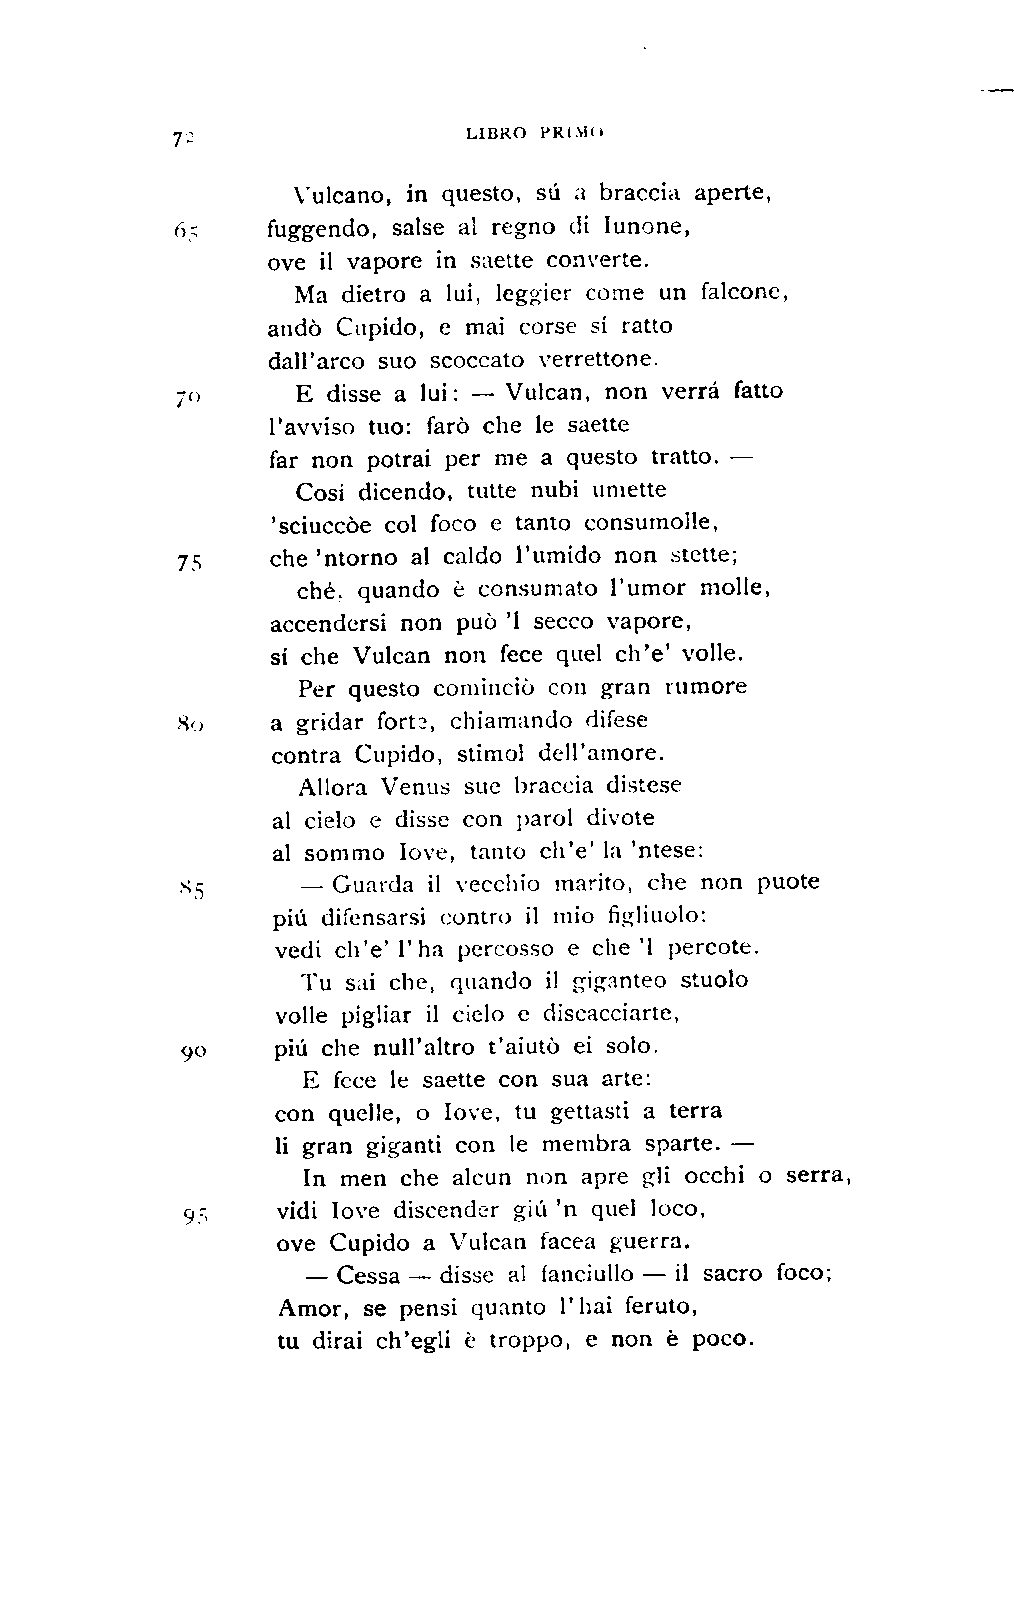 72 LIBRO PRIMO
Vulcano, in questo, sú a braccia aperte,
65 fuggendo, salse al regno di Iunone,
ove il vapore in saette converte.
Ma dietro a lui, leggier come un falcone,
andò Cupido, e mai corse sí ratto
dall'arco suo scoccato verrettone.
70 E disse a lui: — Vulcan, non verrá fatto
l'avviso tuo: farò che le saette
far non potrai per me a questo tratto. —
Cosí dicendo, tutte nubi umette
'sciuccòe col foco e tanto consumolle,
75 che 'ntorno al caldo l'umido non stette;
ché, quando è consumato l'umor molle,
accendersi non può 'l secco vapore,
sí che Vulcan non fece quel ch'e' volle.
Per questo cominciò con gran rumore
80 a gridar forte, chiamando difese
contra Cupido, stimol dell'amore.
Allora Venus sue braccia distese
al cielo e disse con parol divote
al sommo Iove, tanto ch'e' la 'ntese:
85 — Guarda il vecchio marito, che non puote
piú difensarsi contro il mio figliuolo:
vedi ch'e' l'ha percosso e che 'l percote.
Tu sai che, quando il giganteo stuolo
volle pigliar il cielo e discacciarte,
90 piú che null'altro t'aiutò ei solo.
E fece le saette con sua arte:
con quelle, o Iove, tu gettasti a terra
li gran giganti con le membra sparte. —
In men che alcun non apre gli occhi o serra,
95 vidi Iove discender giú 'n quel loco,
ove Cupido a Vulcan facea guerra.
— Cessa — disse al fanciullo — il sacro foco;
Amor, se pensi quanto l'hai feruto,
tu dirai ch'egli è troppo, e non è poco.